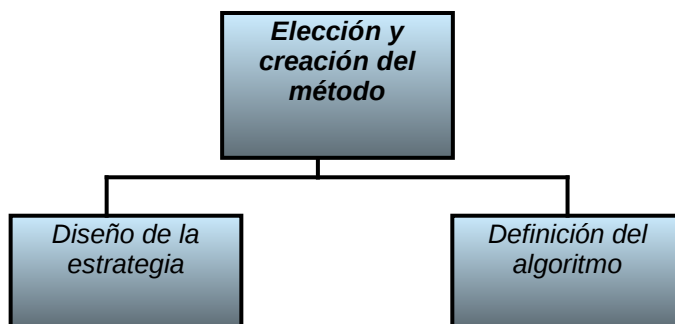 Elección y
creación del
método
Diseño de la
estrategia
Definición del
algoritmo